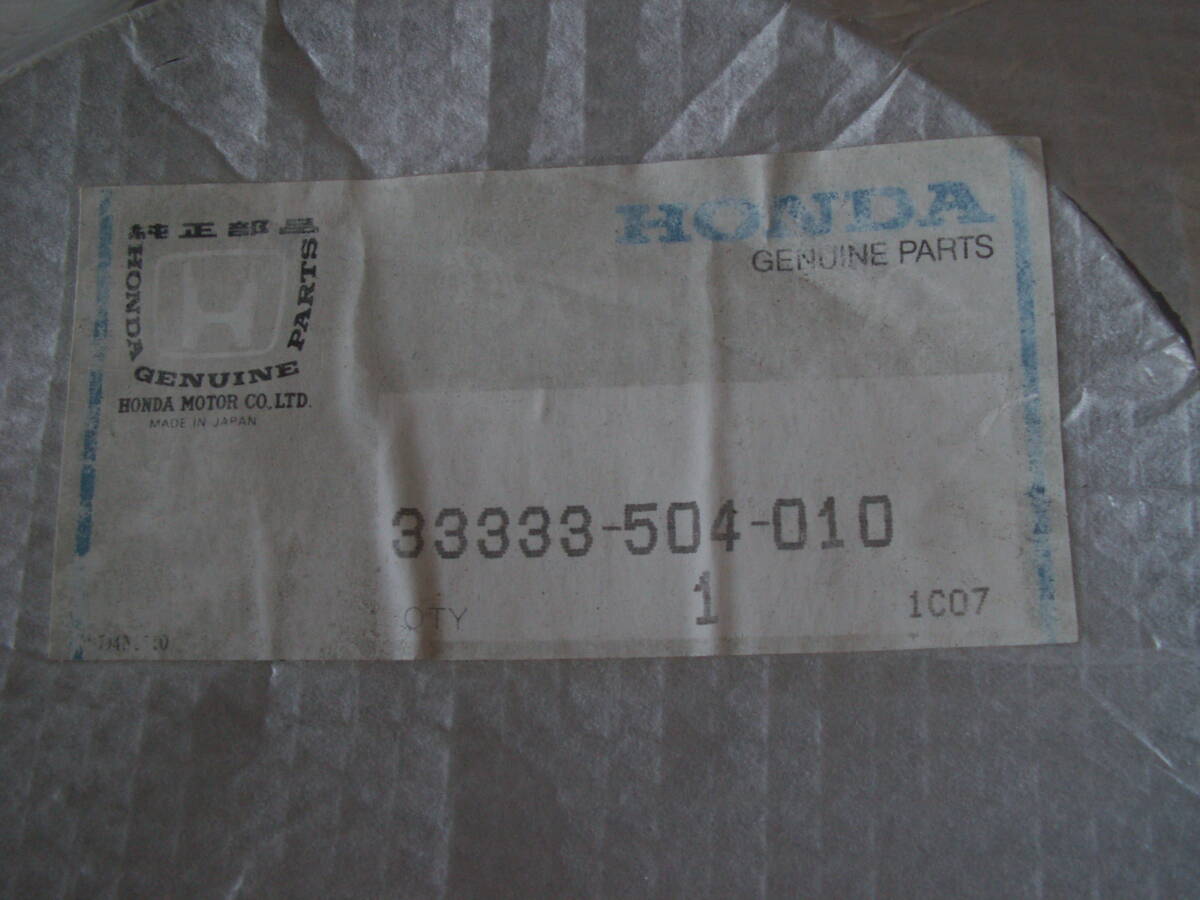 純正部品
HONDA
GENUINE
PARTS
HONDA MOTOR CO., LTD.
MADE IN JAPAN
HONDA
GENUINE PARTS
33333-504-010
QTY 1 1C07